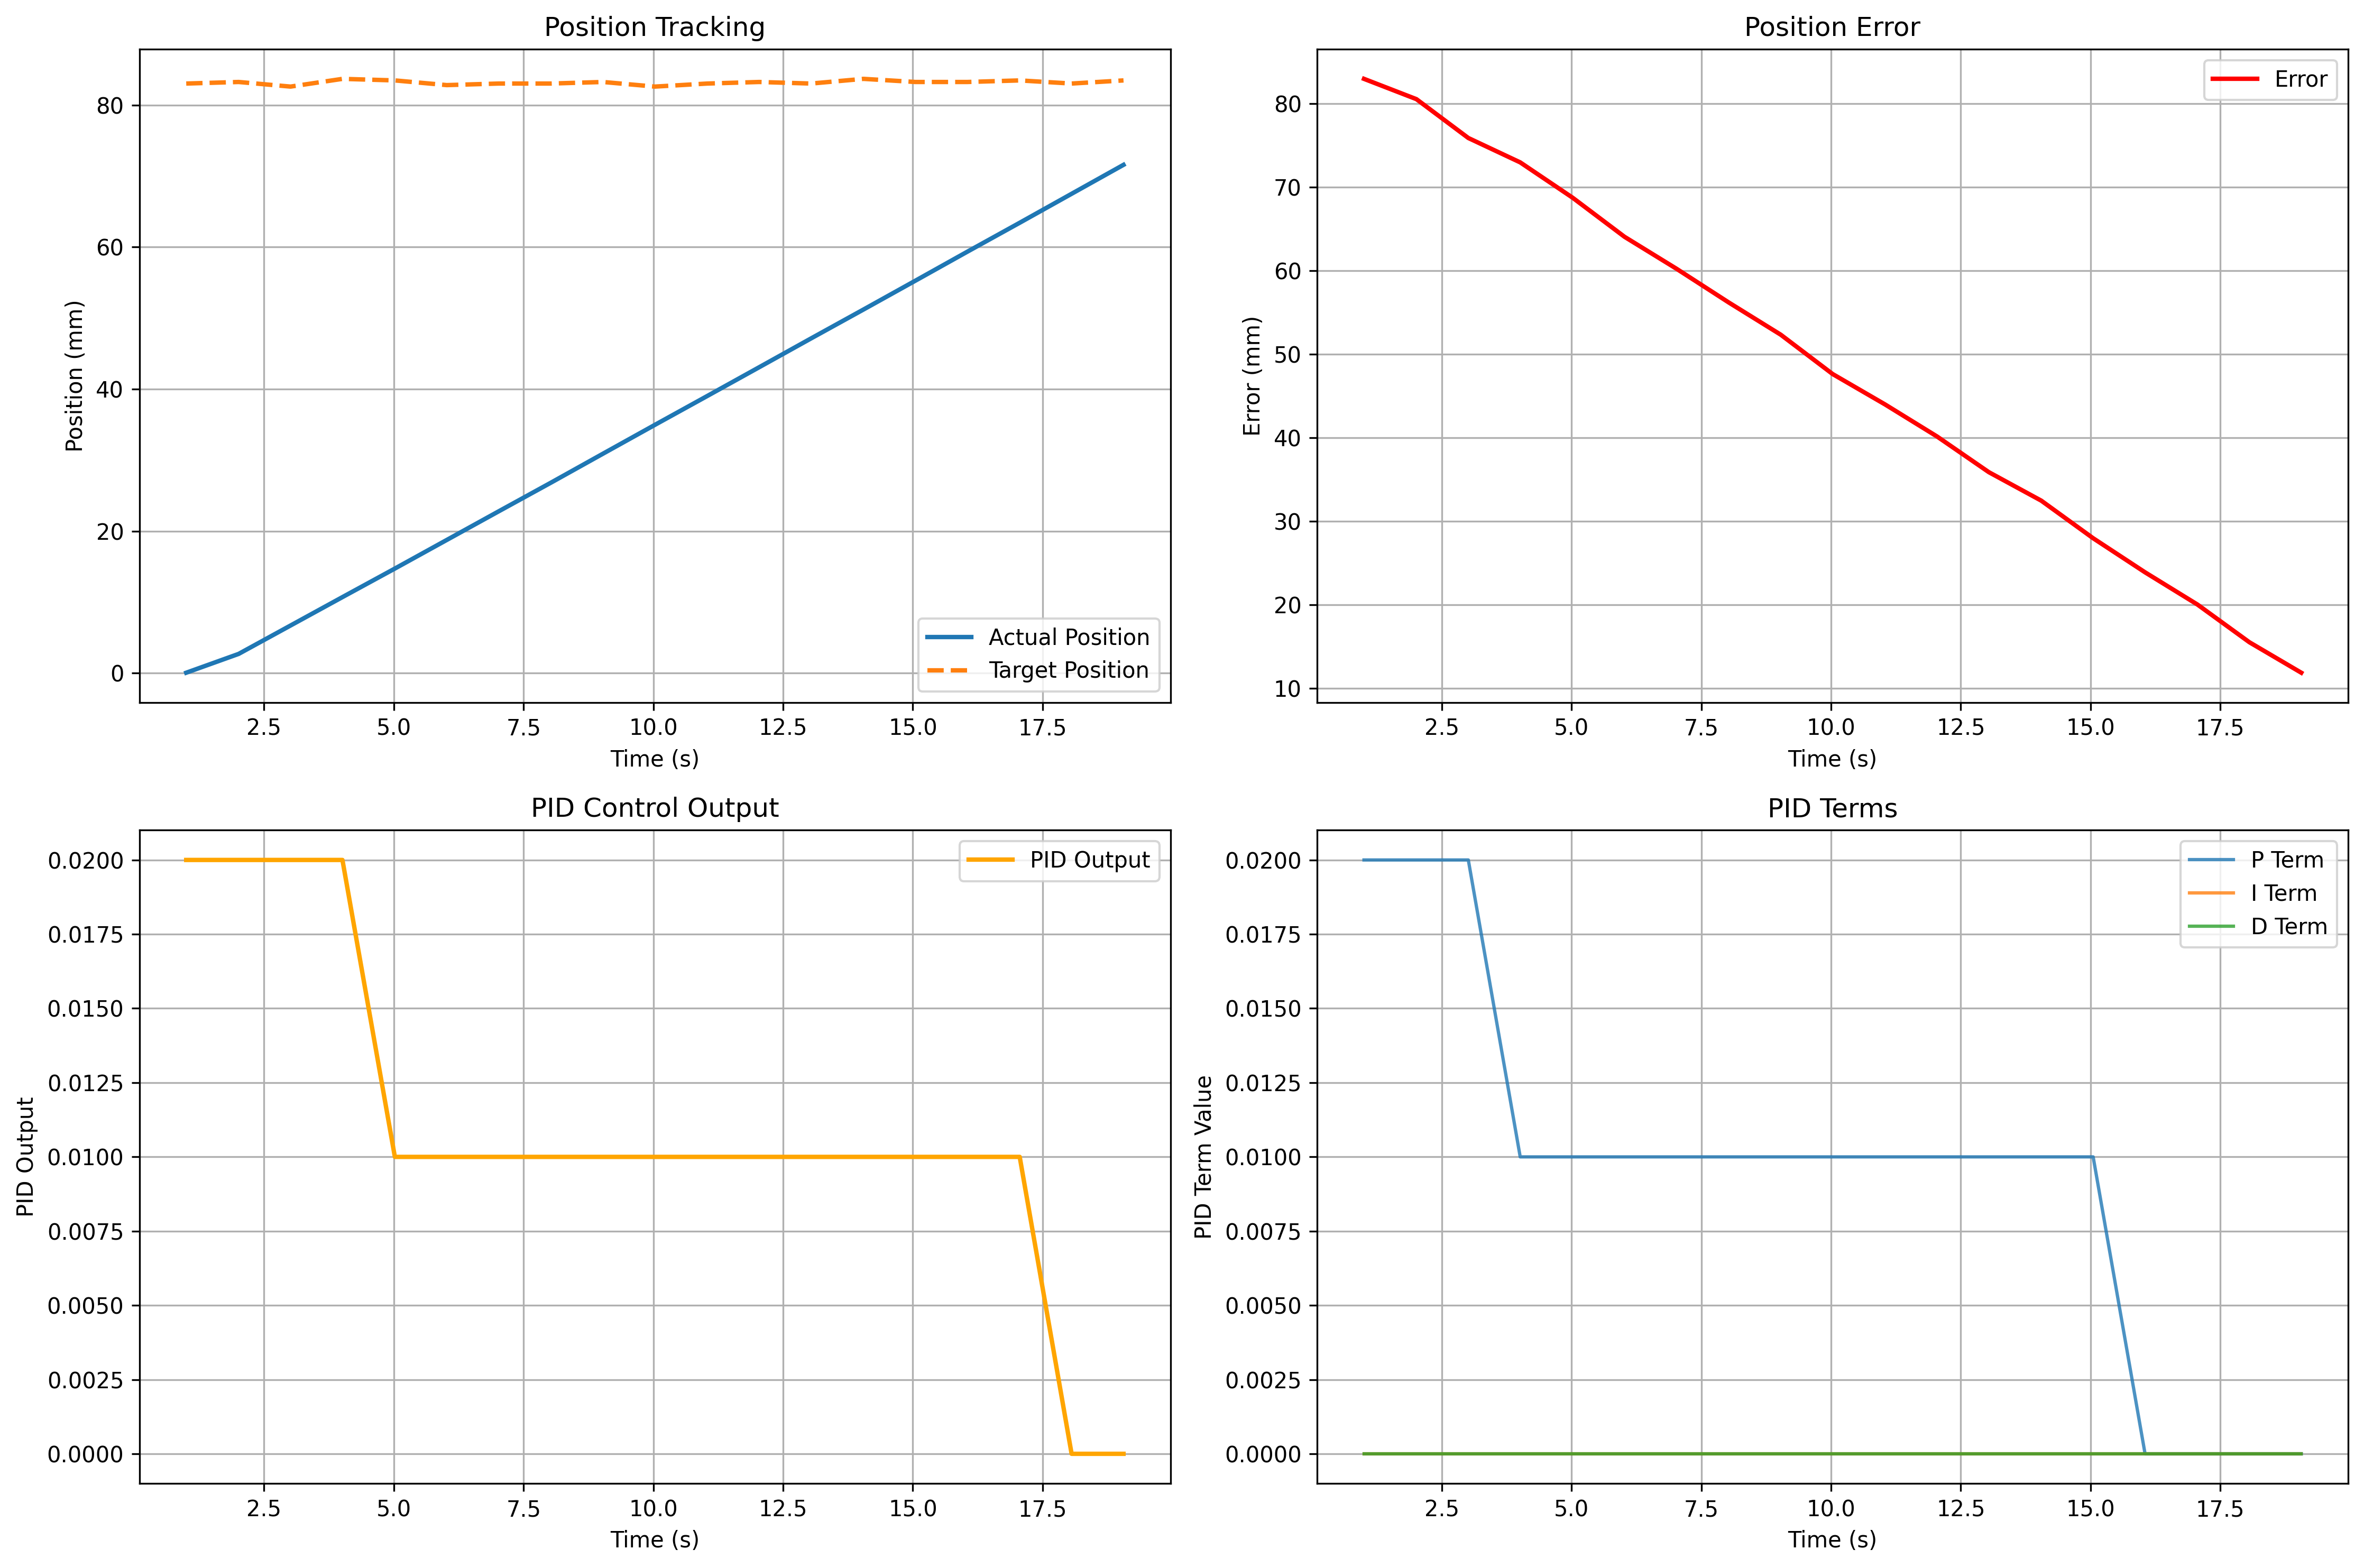 Position Tracking
Position (mm)
80
60
40
20
0
Actual Position
Target Position
2.5 5.0 7.5 10.0 12.5 15.0 17.5
Time (s)
Position Error
Error (mm)
80
70
60
50
40
30
20
10
Error
2.5 5.0 7.5 10.0 12.5 15.0 17.5
Time (s)
PID Control Output
PID Output
0.0200
0.0175
0.0150
0.0125
0.0100
0.0075
0.0050
0.0025
0.0000
PID Output
2.5 5.0 7.5 10.0 12.5 15.0 17.5
Time (s)
PID Terms
PID Term Value
0.0200
0.0175
0.0150
0.0125
0.0100
0.0075
0.0050
0.0025
0.0000
P Term
I Term
D Term
2.5 5.0 7.5 10.0 12.5 15.0 17.5
Time (s)